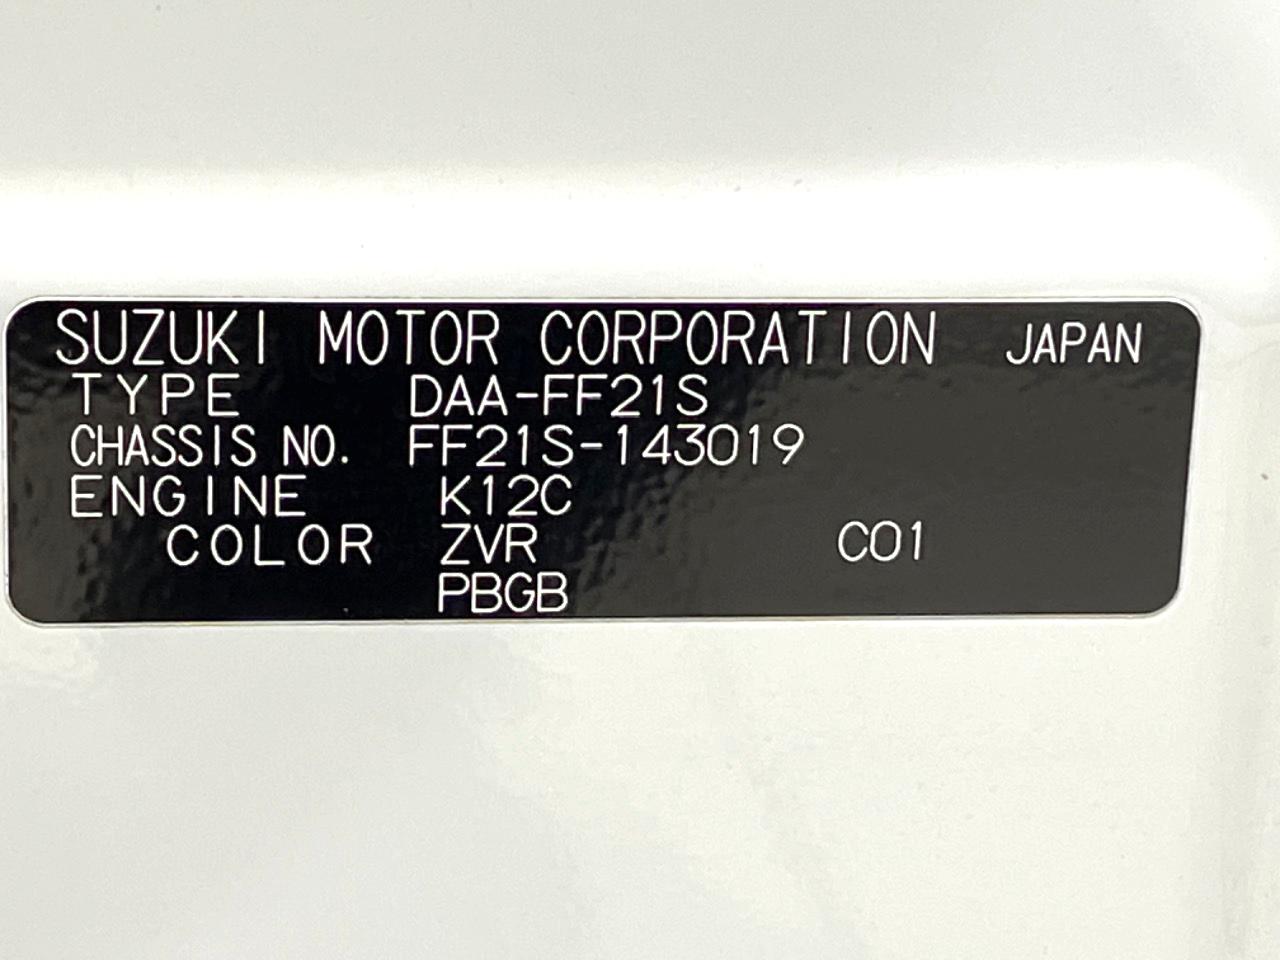 SUZUKI MOTOR CORPORATION JAPAN
TYPE DAA-FF21S
CHASSIS NO. FF21S-143019
ENGINE K12C
COLOR ZVR C01
PBGB